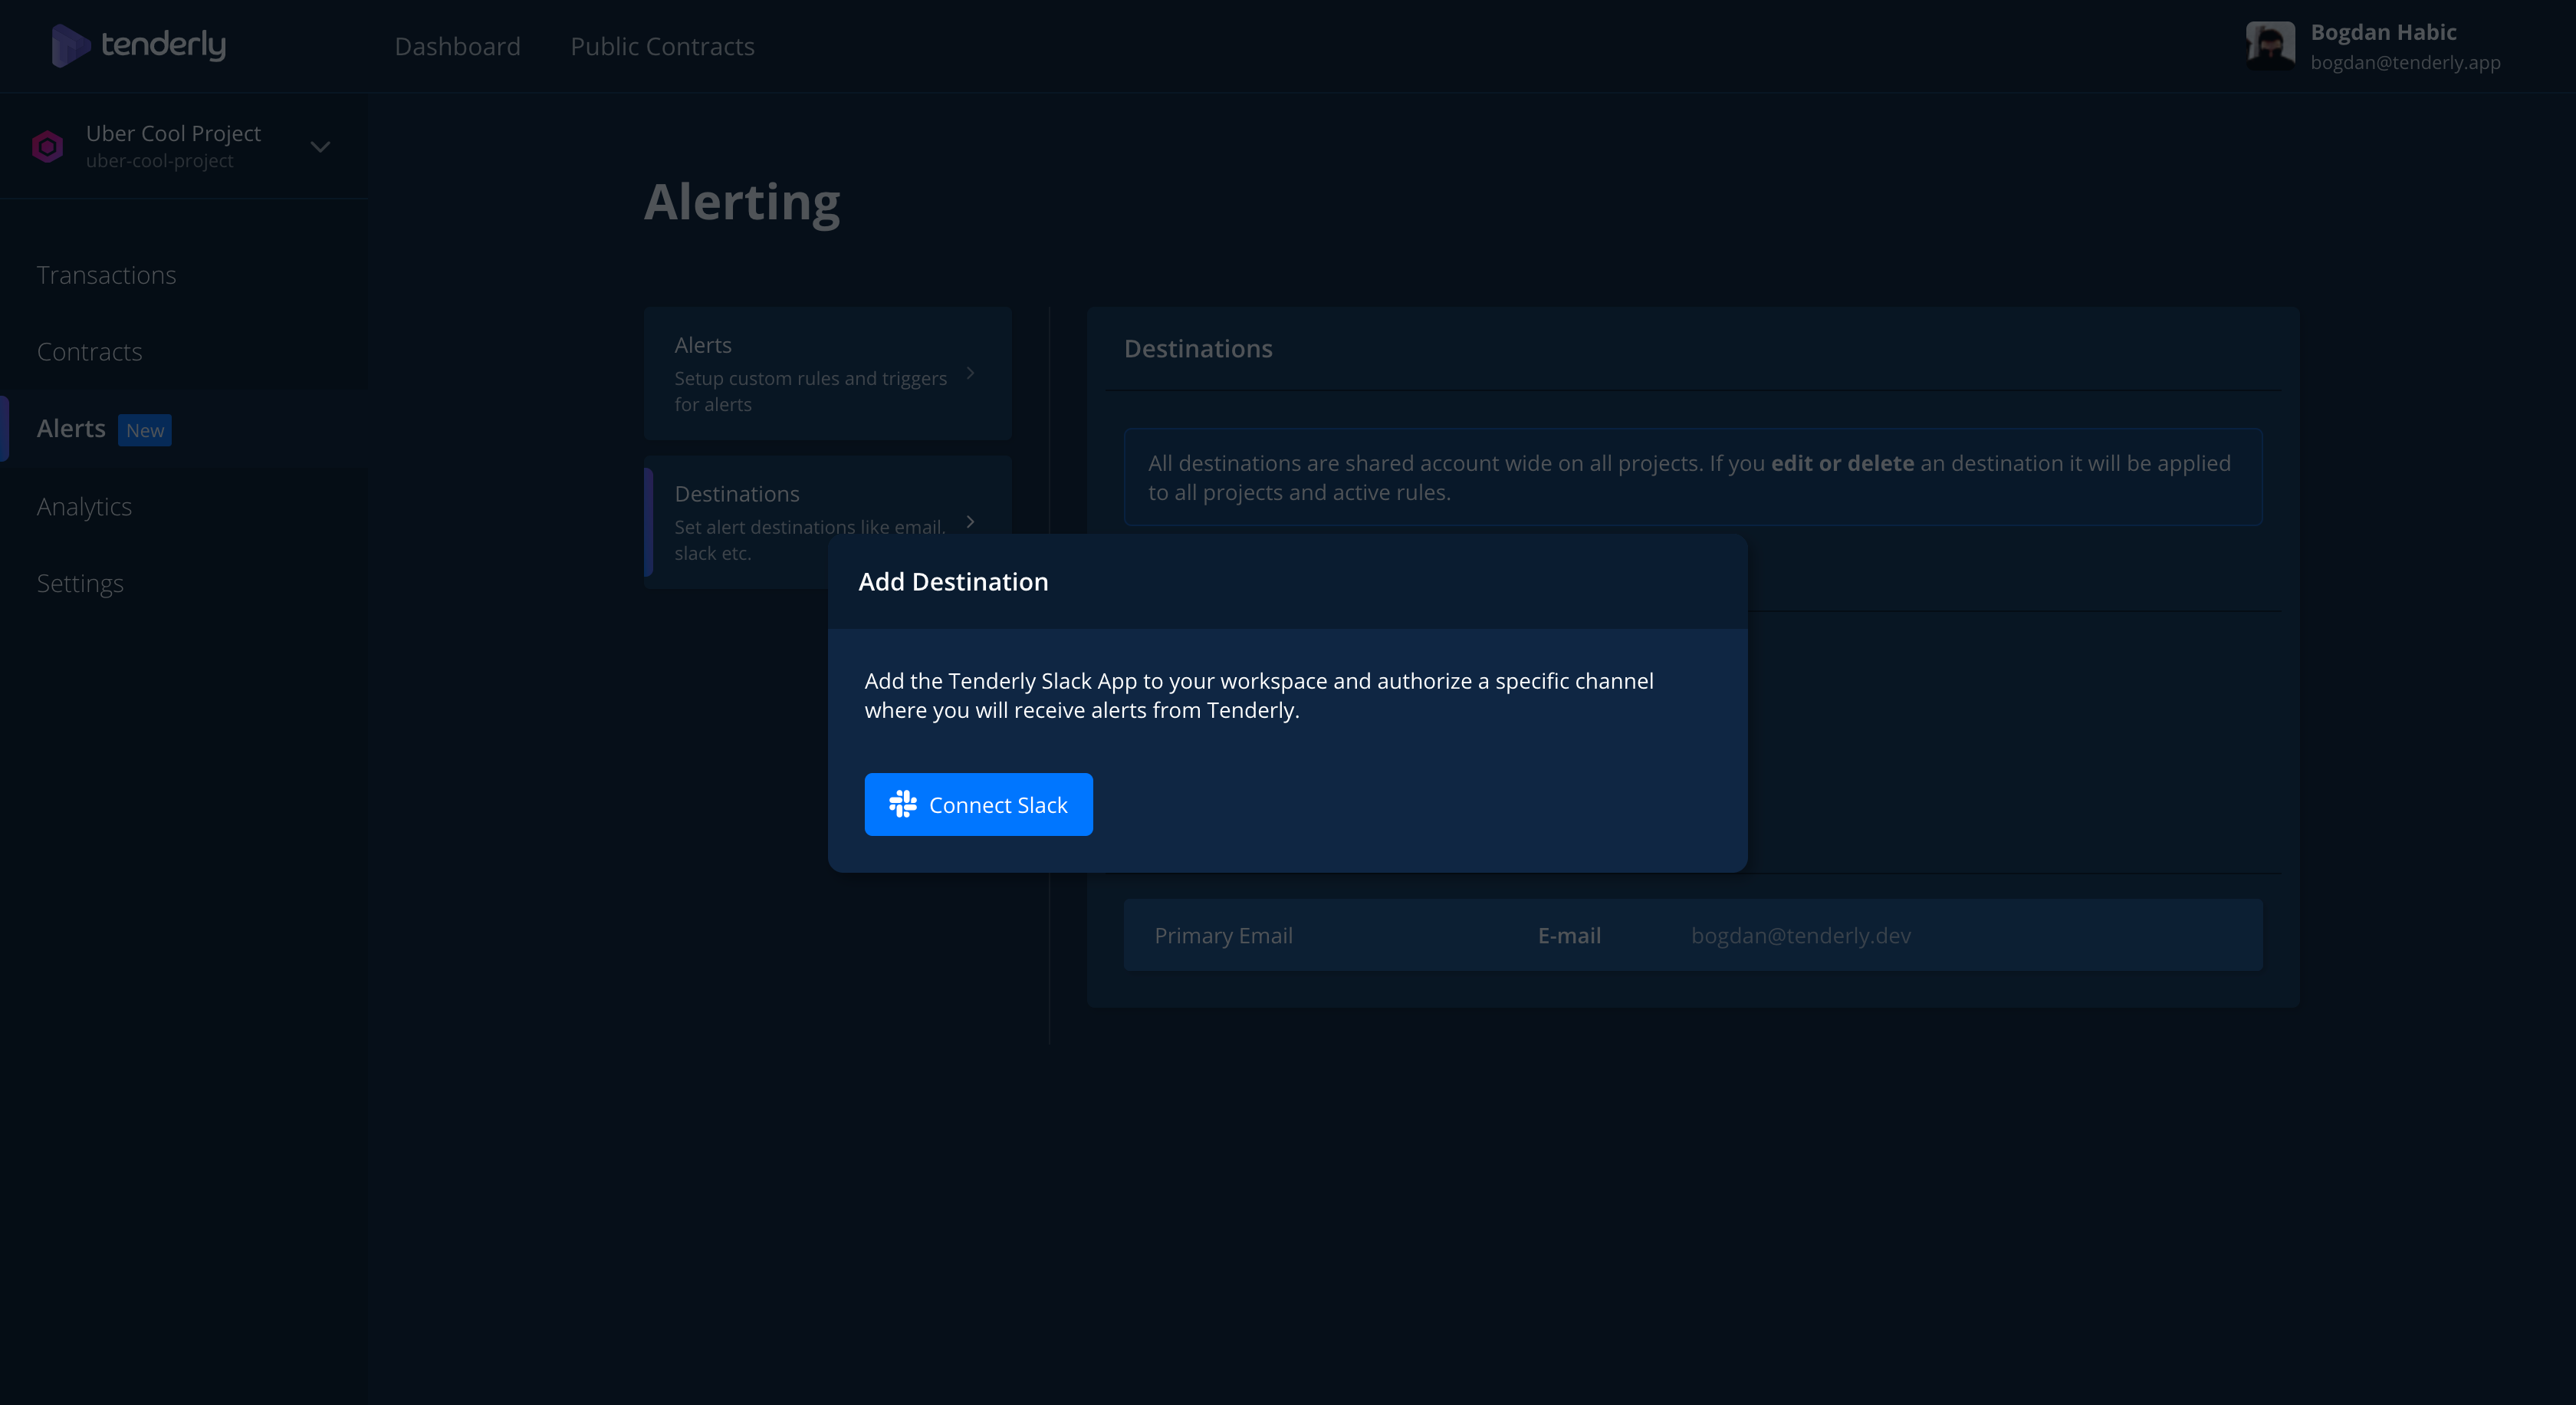 tenderly
Dashboard
Public Contracts
Bogdan Habic
bogdan@tenderly.app
Uber Cool Project
uber-cool-project
Transactions
Contracts
Alerts New
Analytics
Settings
Alerting
Alerts
Setup custom rules and triggers
for alerts
Destinations
Set alert destinations like email,
slack etc.
Destinations
All destinations are shared account wide on all projects. If you edit or delete an destination it will be applied
to all projects and active rules.
Add Destination
Add the Tenderly Slack App to your workspace and authorize a specific channel
where you will receive alerts from Tenderly.
Connect Slack
Primary Email
E-mail
bogdan@tenderly.dev